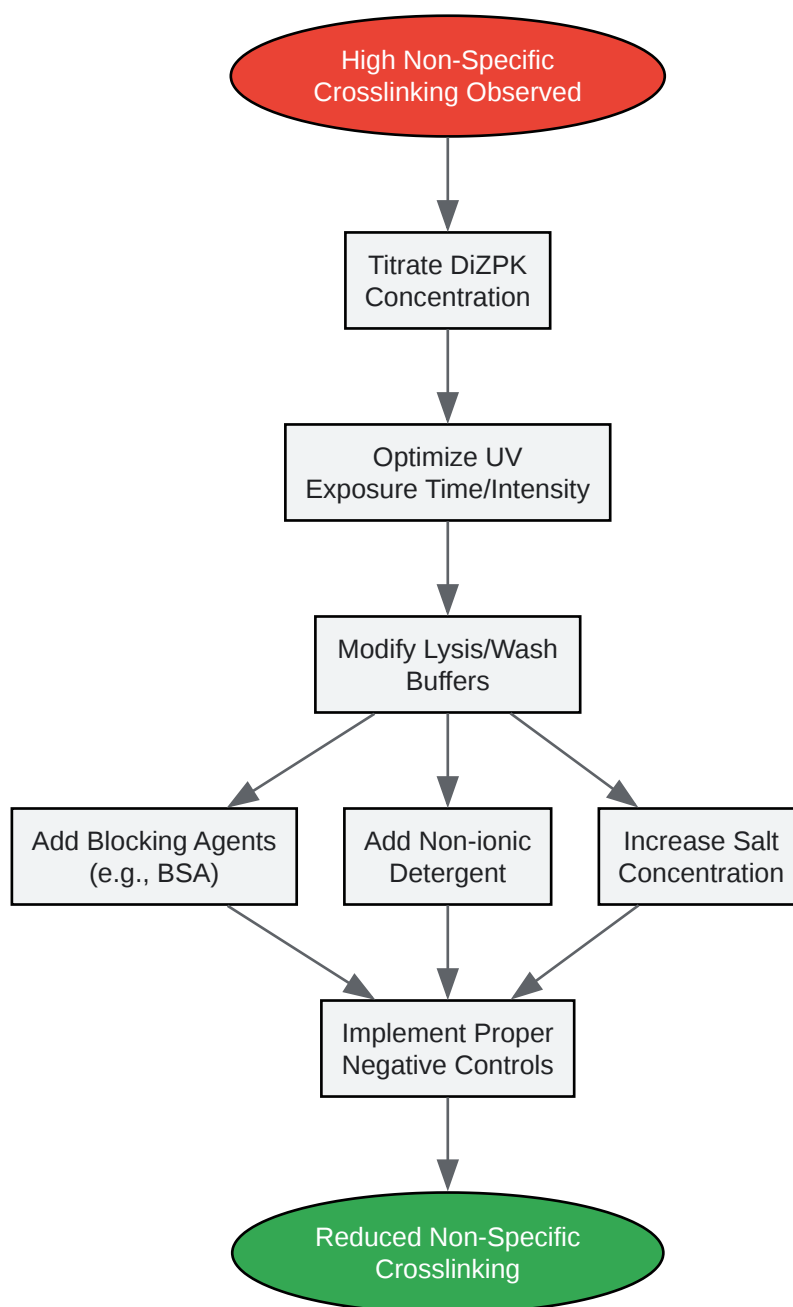 High Non-Specific
Crosslinking Observed
Titrate DiZPK
Concentration
Optimize UV
Exposure Time/Intensity
Modify Lysis/Wash
Buffers
Add Blocking Agents
(e.g., BSA)
Add Non-ionic
Detergent
Increase Salt
Concentration
Implement Proper
Negative Controls
Reduced Non-Specific
Crosslinking